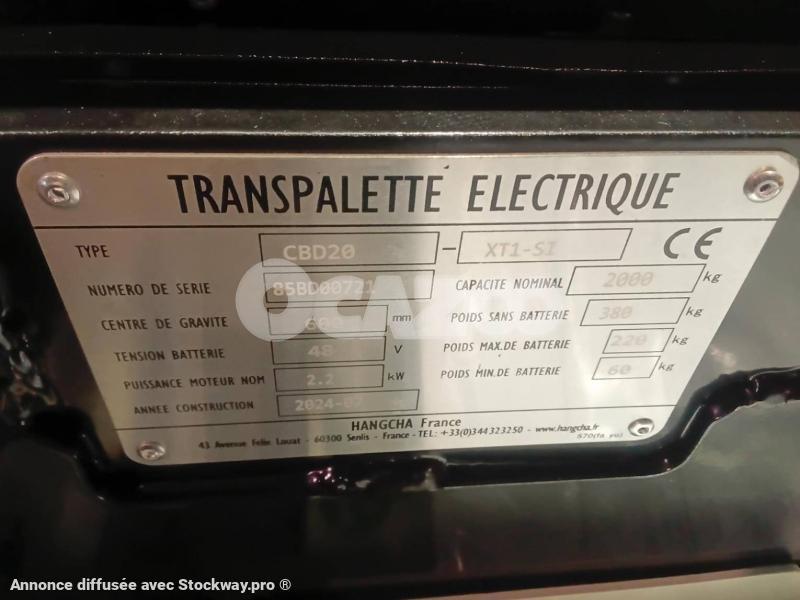 TRANSPALETTE ELECTRIQUE
TYPE CBD20 - XT1-SI CE
NUMERO DE SERIE 85BD00721 CAPACITE NOMINAL 2000 kg
CENTRE DE GRAVITE mm POIDS SANS BATTERIE 380 kg
TENSION BATTERIE 48 V POIDS MAX.DE BATTERIE 220 kg
PUISSANCE MOTEUR NOM 2.2 kW POIDS MIN.DE BATTERIE 60 kg
ANNEE CONSTRUCTION 2024-07
HANGCHA France
43 Avenue Felix Louat - 60300 Senlis - France - TEL: +33(0)344323250 - www.hangcha.fr
Annonce diffusée avec Stockway.pro ®